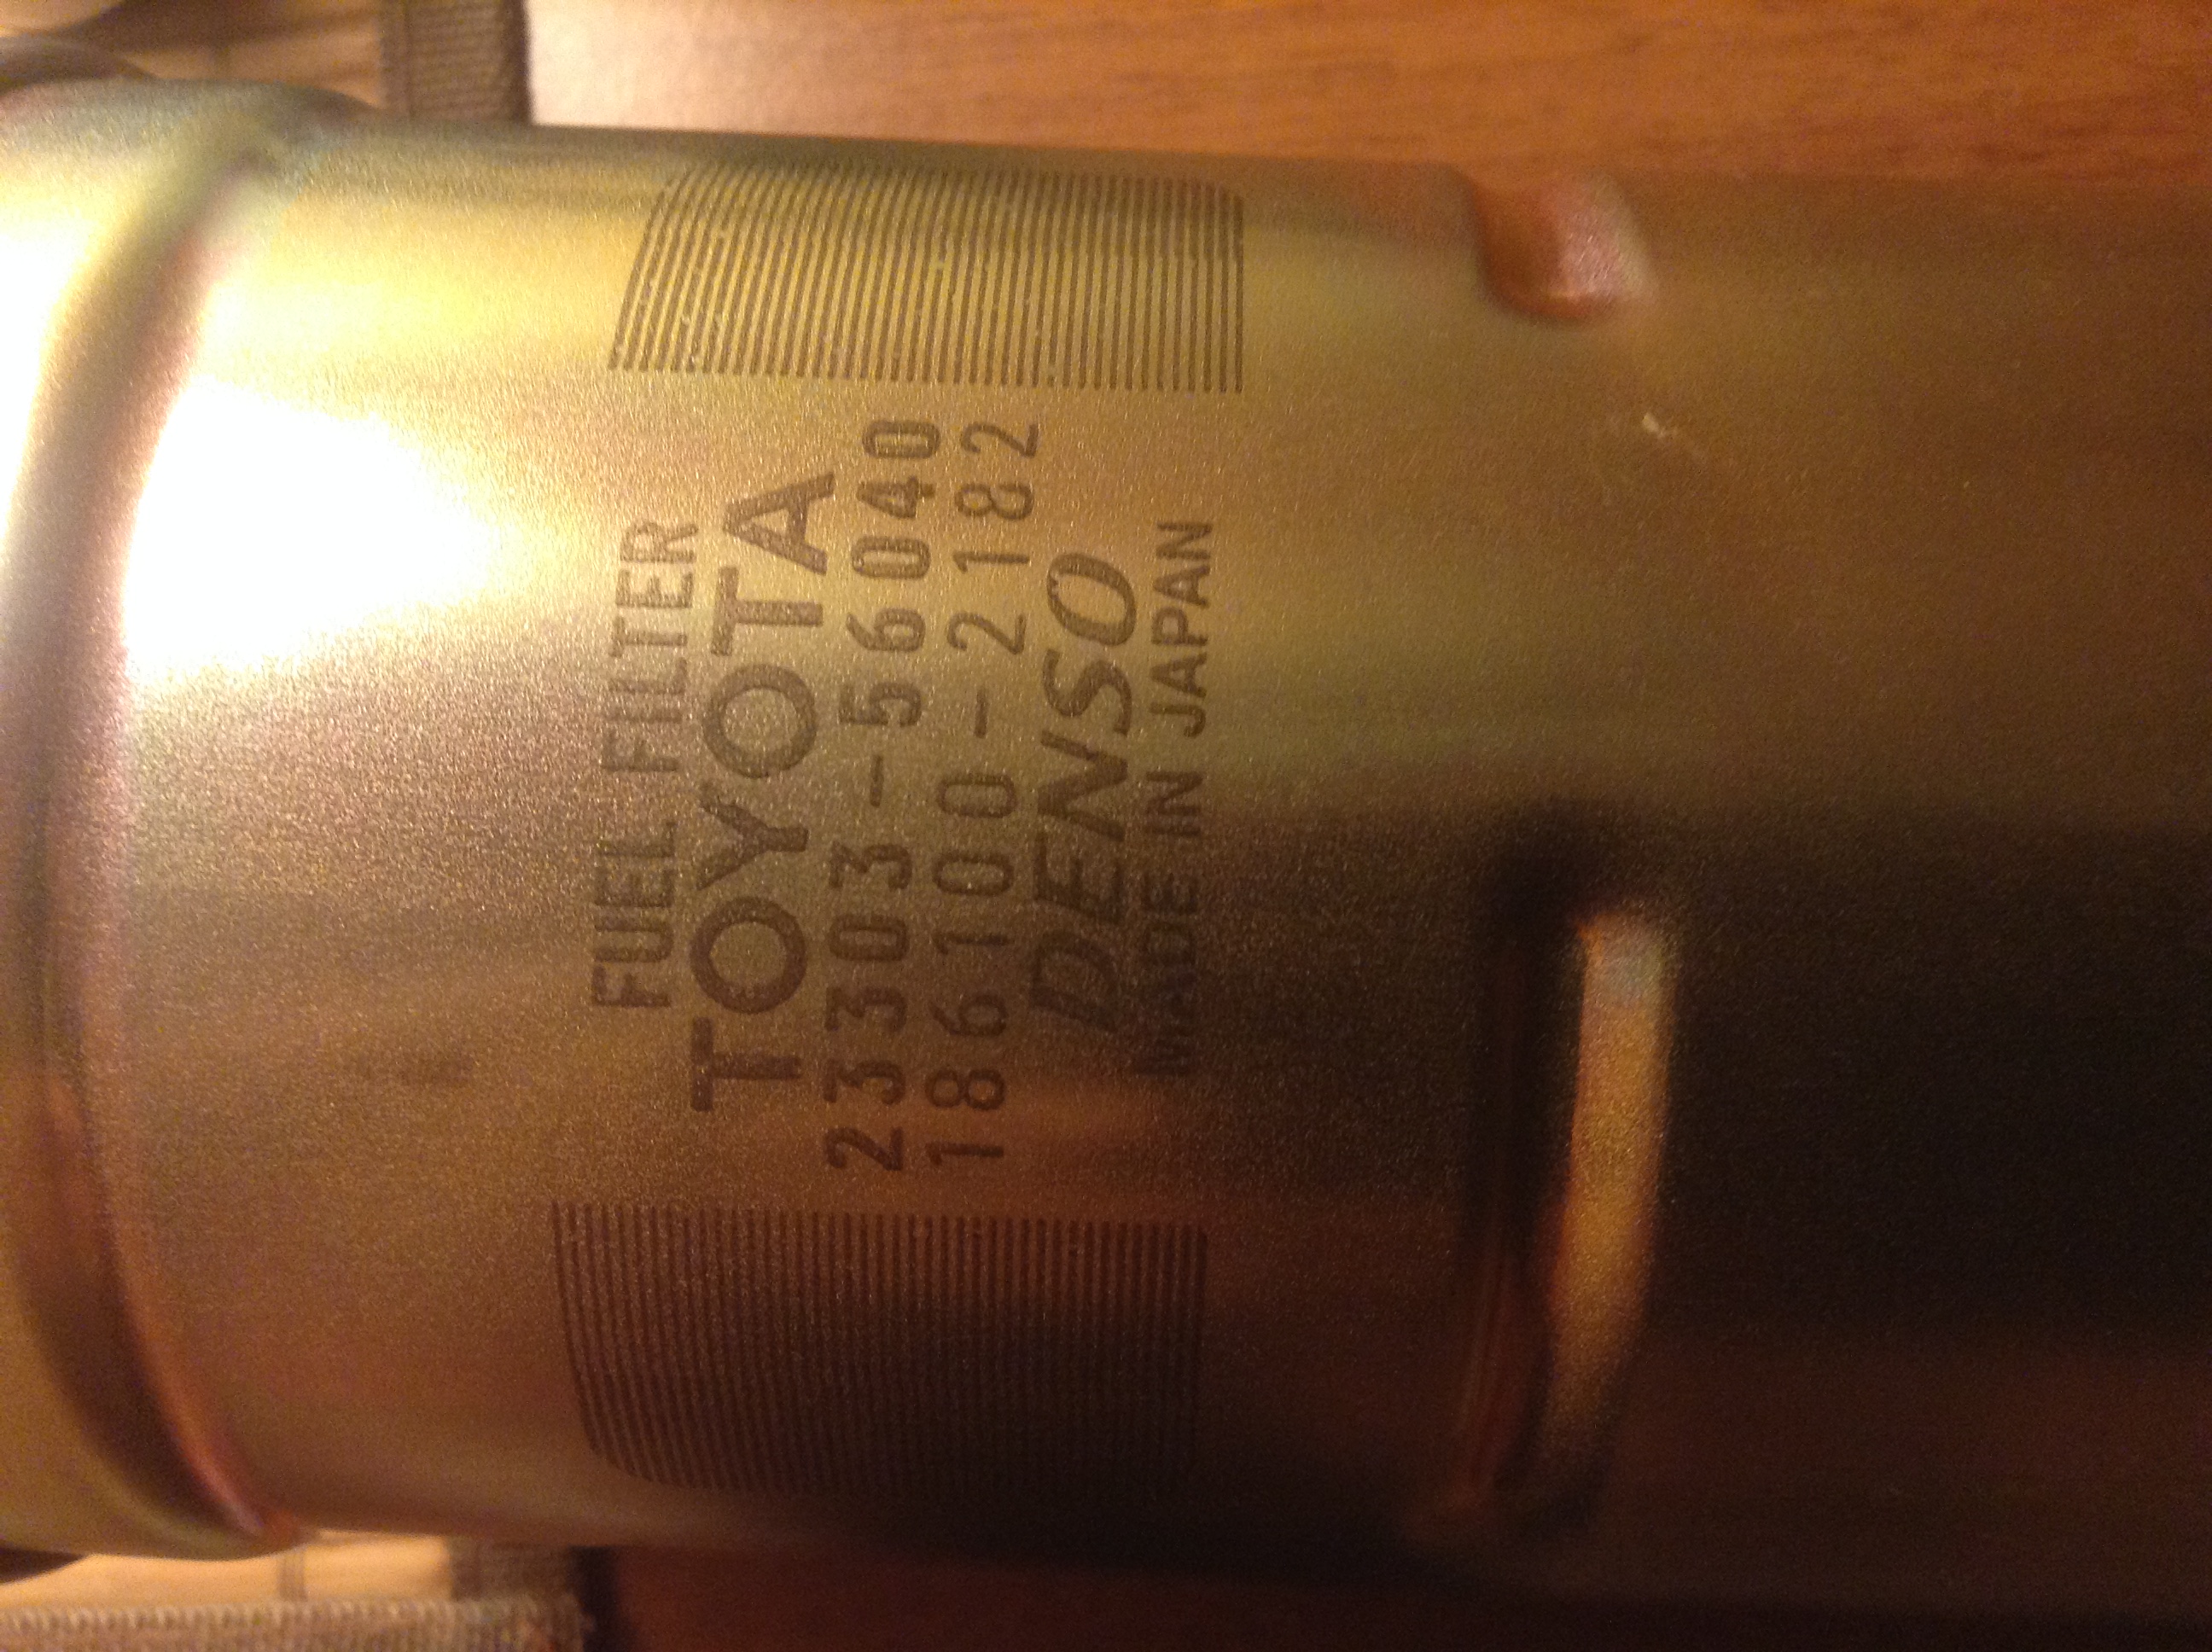 FUEL FILTER
TOYOTA
23303-56040
186100-2182
DENSO
MADE IN JAPAN